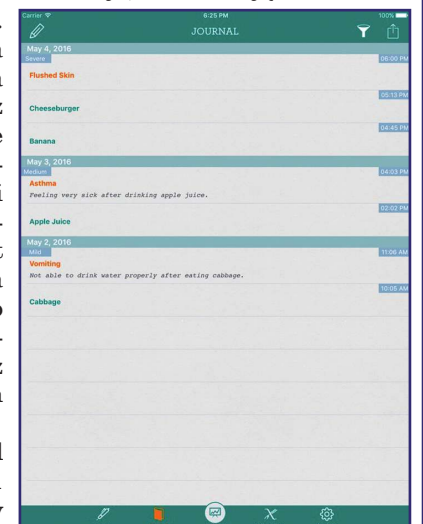 Carrier 6:25 PM 100%
JOURNAL
May 4, 2016
Severe 06:00 PM
Flushed Skin
05:13 PM
Cheeseburger
04:45 PM
Banana
May 3, 2016
Medium 04:03 PM
Asthma
Feeling very sick after drinking apple juice.
02:02 PM
Apple Juice
May 2, 2016
Mild 11:06 AM
Vomiting
Not able to drink water properly after eating cabbage.
10:05 AM
Cabbage